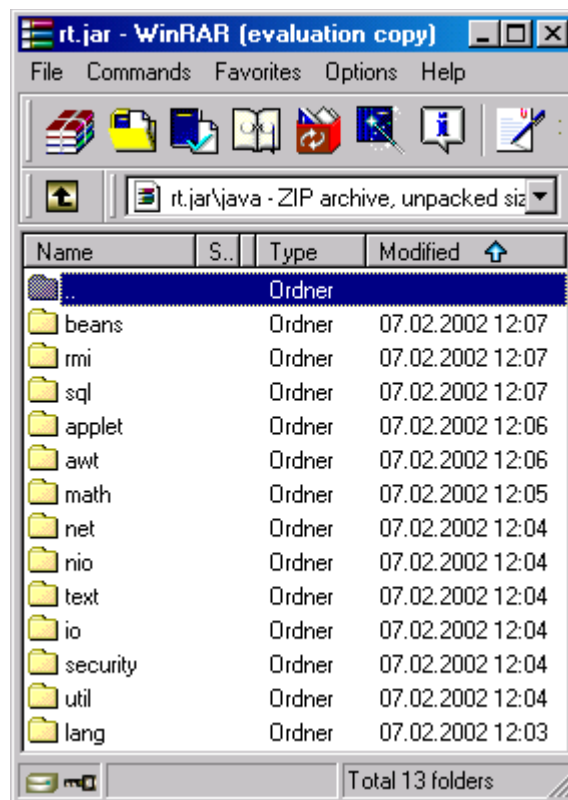 rt.jar - WinRAR (evaluation copy)
File Commands Favorites Options Help
rt.jar\java - ZIP archive, unpacked siz
Name S.. Type Modified
.. Ordner
beans Ordner 07.02.2002 12:07
rmi Ordner 07.02.2002 12:07
sql Ordner 07.02.2002 12:07
applet Ordner 07.02.2002 12:06
awt Ordner 07.02.2002 12:06
math Ordner 07.02.2002 12:05
net Ordner 07.02.2002 12:04
nio Ordner 07.02.2002 12:04
text Ordner 07.02.2002 12:04
io Ordner 07.02.2002 12:04
security Ordner 07.02.2002 12:04
util Ordner 07.02.2002 12:04
lang Ordner 07.02.2002 12:03
Total 13 folders